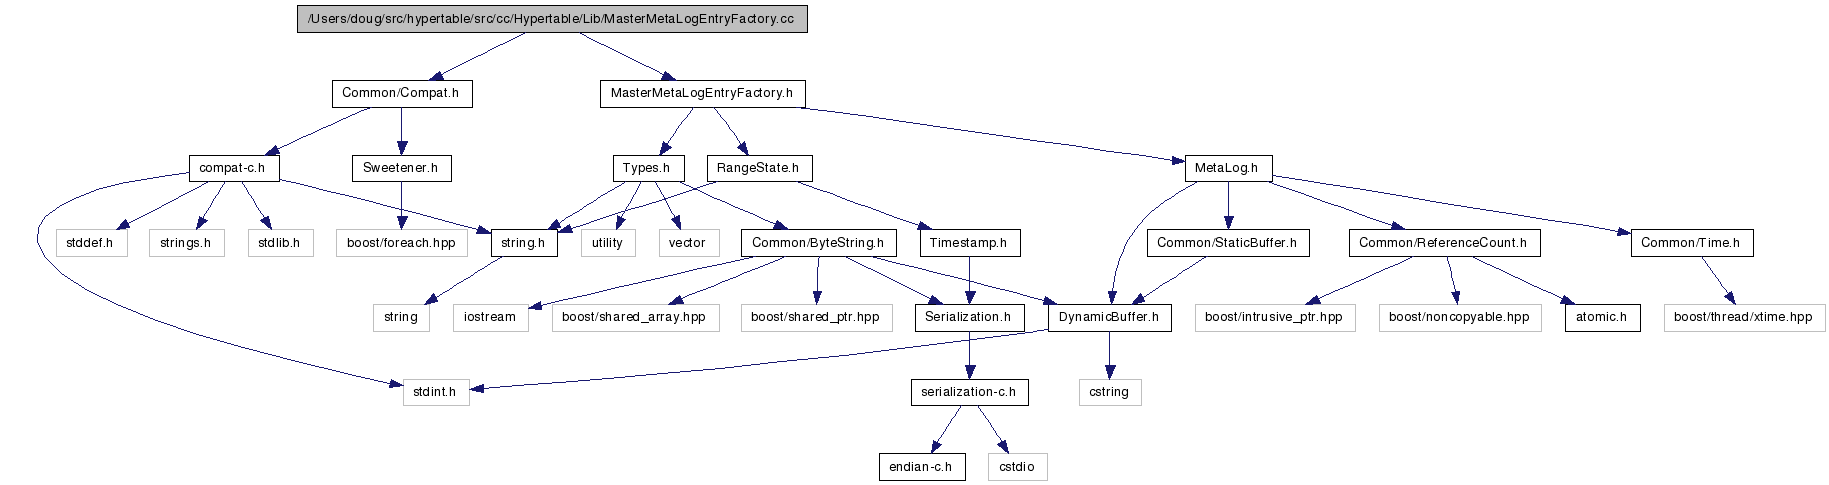 /Users/doug/src/hypertable/src/cc/Hypertable/Lib/MasterMetaLogEntryFactory.cc
Common/Compat.h
MasterMetaLogEntryFactory.h
compat-c.h
Sweetener.h
Types.h
RangeState.h
MetaLog.h
stddef.h
strings.h
stdlib.h
boost/foreach.hpp
string.h
utility
vector
Common/ByteString.h
Timestamp.h
Common/StaticBuffer.h
Common/ReferenceCount.h
Common/Time.h
string
iostream
boost/shared_array.hpp
boost/shared_ptr.hpp
Serialization.h
DynamicBuffer.h
boost/intrusive_ptr.hpp
boost/noncopyable.hpp
atomic.h
boost/thread/xtime.hpp
stdint.h
serialization-c.h
cstring
endian-c.h
cstdio